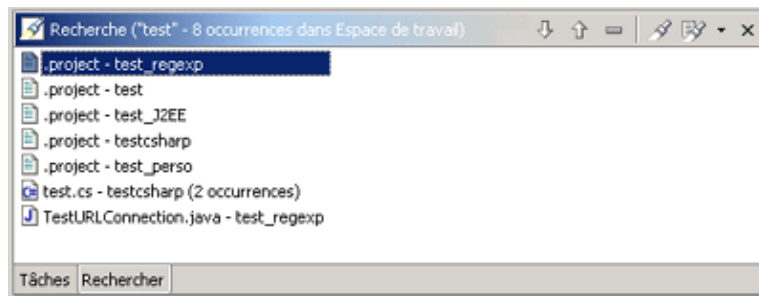 Recherche ("test" - 8 occurrences dans Espace de travail)
.project - test_regexp
.project - test
.project - test_J2EE
.project - testcsharp
.project - test_perso
test.cs - testcsharp (2 occurrences)
TestURLConnection.java - test_regexp
Tâches Rechercher